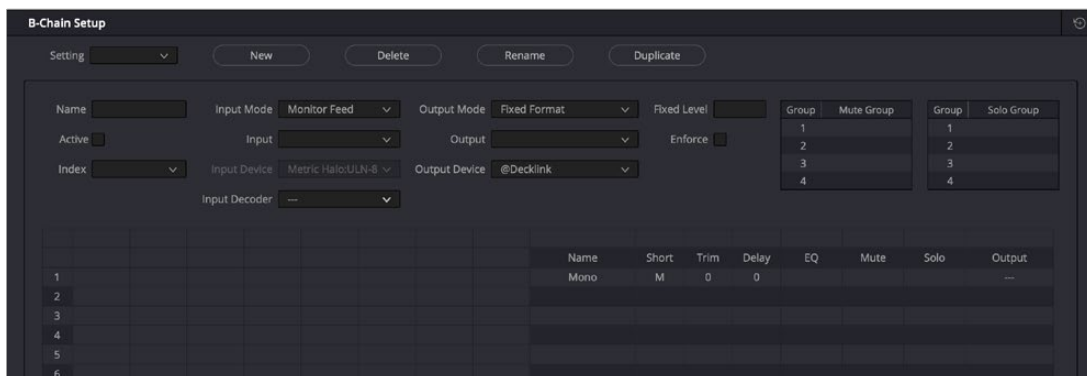 B-Chain Setup
Setting New Delete Rename Duplicate
Name Input Mode Monitor Feed Output Mode Fixed Format Fixed Level Group Mute Group Group Solo Group
Active Input Output Enforce 1 1
2 2
Index Input Device Metric Halo:ULN-8 Output Device @Decklink 3 3
4 4
Input Decoder ---
Name Short Trim Delay EQ Mute Solo Output
1 Mono M 0 0 ---
2
3
4
5
6